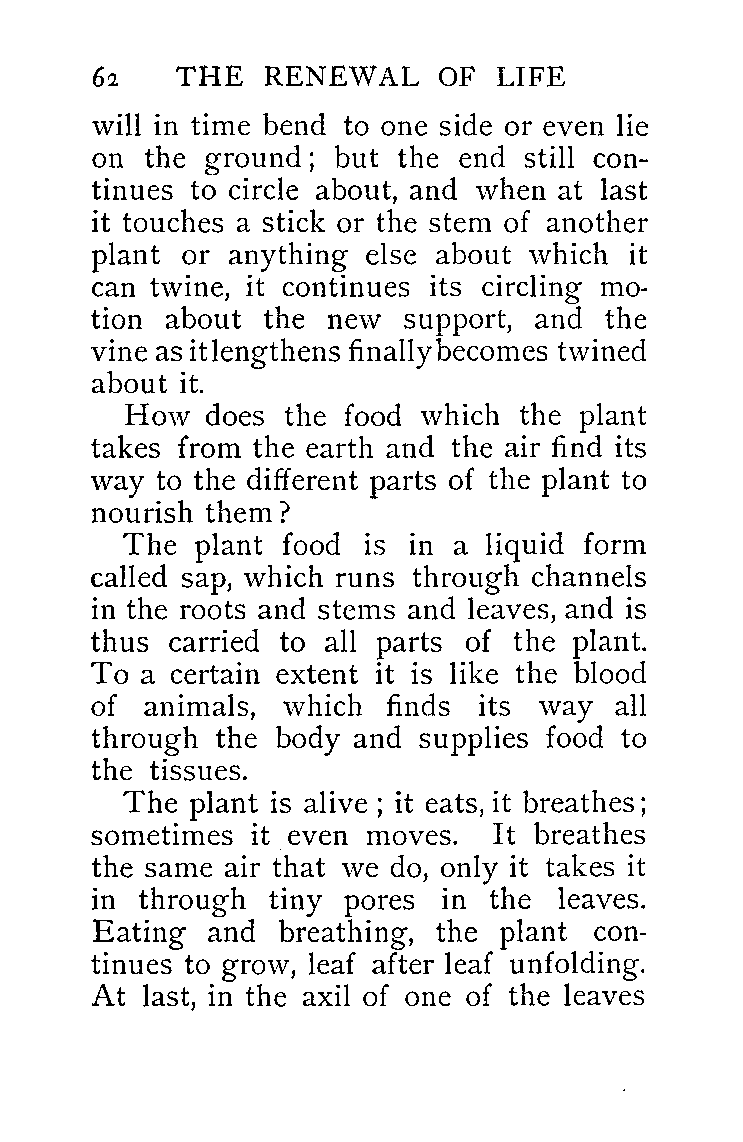 62 THE RENEWAL OF LIFE
will in time bend to one side or even lie
on the ground; but the end still con-
tinues to circle about, and when at last
it touches a stick or the stem of another
plant or anything else about which it
can twine, it continues its circling mo-
tion about the new support, and the
vine as itlengthens finallybecomes twined
about it.
How does the food which the plant
takes from the earth and the air find its
way to the different parts of the plant to
nourish them?
The plant food is in a liquid form
called sap, which runs through channels
in the roots and stems and leaves, and is
thus carried to all parts of the plant.
To a certain extent it is like the blood
of animals, which finds its way all
through the body and supplies food to
the tissues.
The plant is alive; it eats, it breathes;
sometimes it even moves. It breathes
the same air that we do, only it takes it
in through tiny pores in the leaves.
Eating and breathing, the plant con-
tinues to grow, leaf after leaf unfolding.
At last, in the axil of one of the leaves